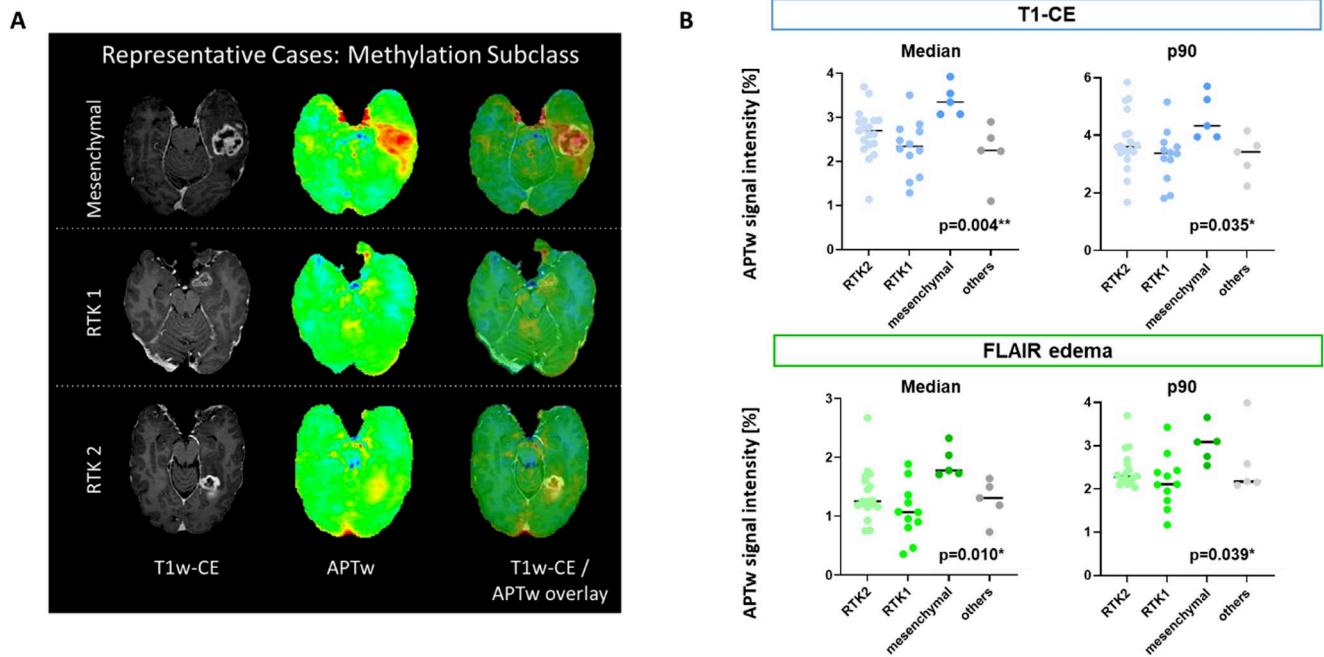 A
Representative Cases: Methylation Subclass
Mesenchymal
RTK 1
RTK 2
T1w-CE
APTw
T1w-CE /
APTw overlay
B
T1-CE
Median
APTw signal intensity [%]
4
3
2
1
0
p=0.004**
RTK2
RTK1
mesenchymal
others
p90
6
4
2
0
p=0.035*
RTK2
RTK1
mesenchymal
others
FLAIR edema
Median
APTw signal intensity [%]
3
2
1
0
p=0.010*
RTK2
RTK1
mesenchymal
others
p90
4
3
2
1
0
p=0.039*
RTK2
RTK1
mesenchymal
others